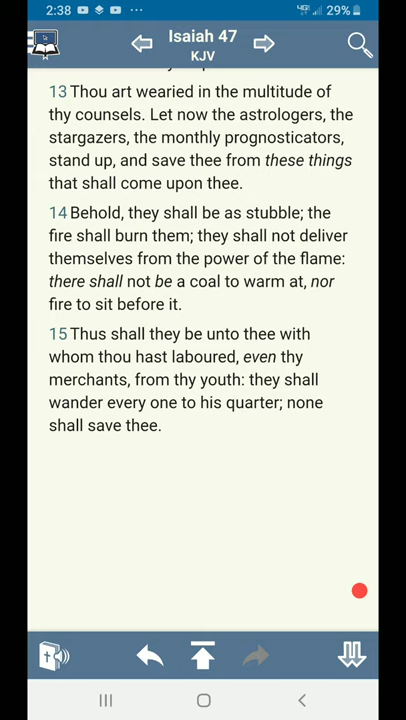 2:38
29%
Isaiah 47
KJV
13 Thou art wearied in the multitude of
thy counsels. Let now the astrologers, the
stargazers, the monthly prognosticators,
stand up, and save thee from these things
that shall come upon thee.
14 Behold, they shall be as stubble; the
fire shall burn them; they shall not deliver
themselves from the power of the flame:
there shall not be a coal to warm at, nor
fire to sit before it.
15 Thus shall they be unto thee with
whom thou hast laboured, even thy
merchants, from thy youth: they shall
wander every one to his quarter; none
shall save thee.